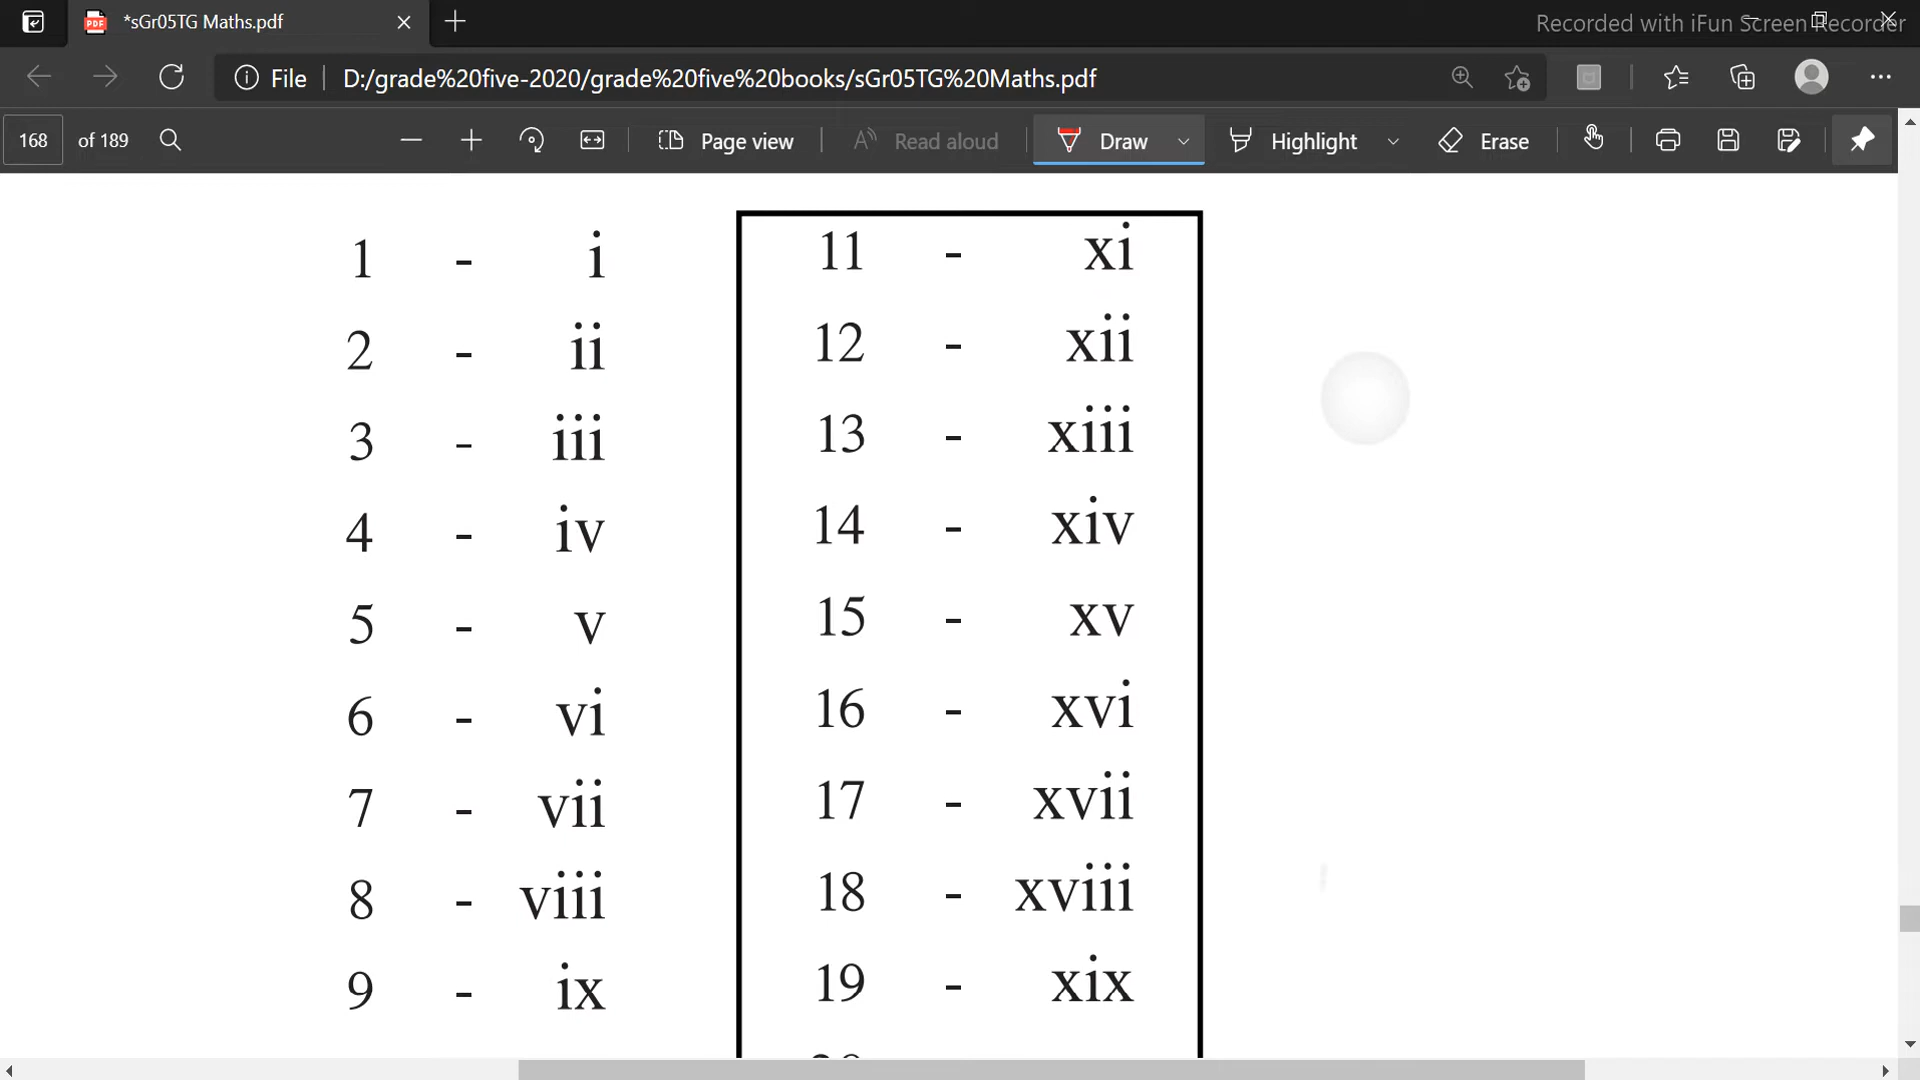 *sGr05TG Maths.pdf
Recorded with iFun Screen Recorder
File D:/grade%20five-2020/grade%20five%20books/sGr05TG%20Maths.pdf
168 of 189 Page view Read aloud Draw Highlight Erase
1 - i
2 - ii
3 - iii
4 - iv
5 - v
6 - vi
7 - vii
8 - viii
9 - ix
11 - xi
12 - xii
13 - xiii
14 - xiv
15 - xv
16 - xvi
17 - xvii
18 - xviii
19 - xix